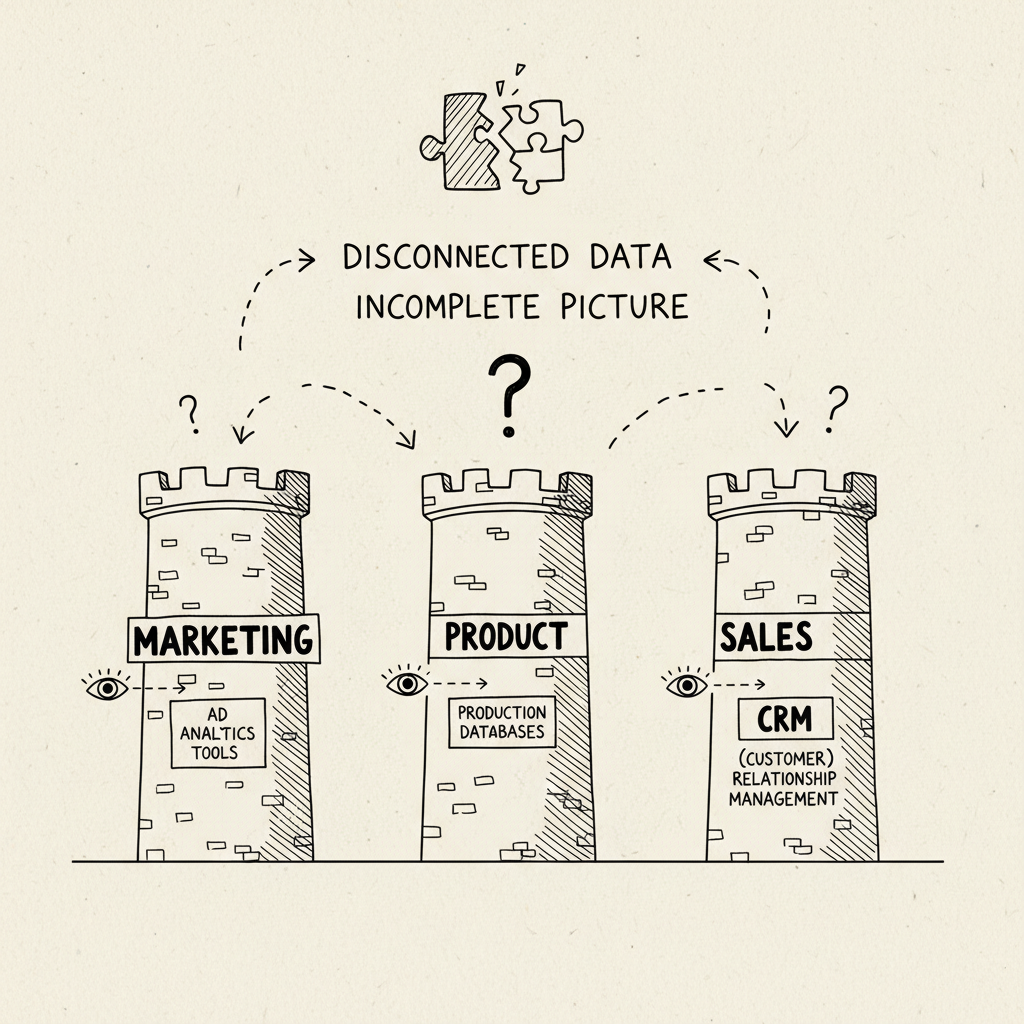 DISCONNECTED DATA
INCOMPLETE PICTURE
?
?
?
MARKETING
PRODUCT
SALES
AD
ANALTICS
TOOLS
PRODUCTION
DATABASES
CRM
(CUSTOMER)
RELATIONSHIP
MANAGEMENT